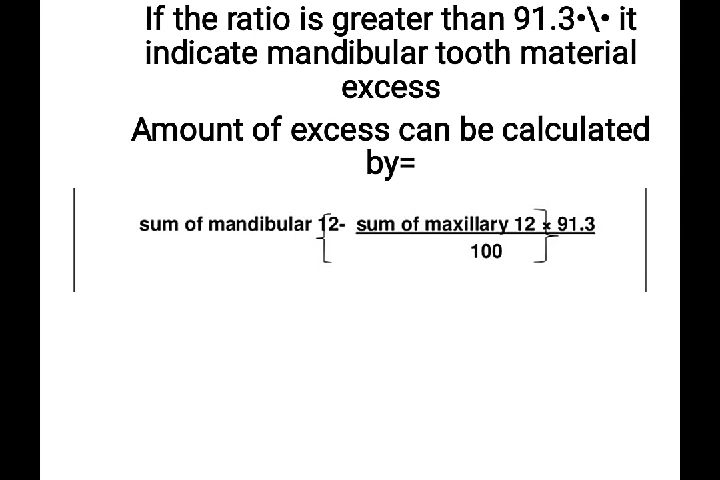 If the ratio is greater than 91.3•\• it
indicate mandibular tooth material
excess
Amount of excess can be calculated
by=
sum of mandibular 12- sum of maxillary 12 x 91.3
100